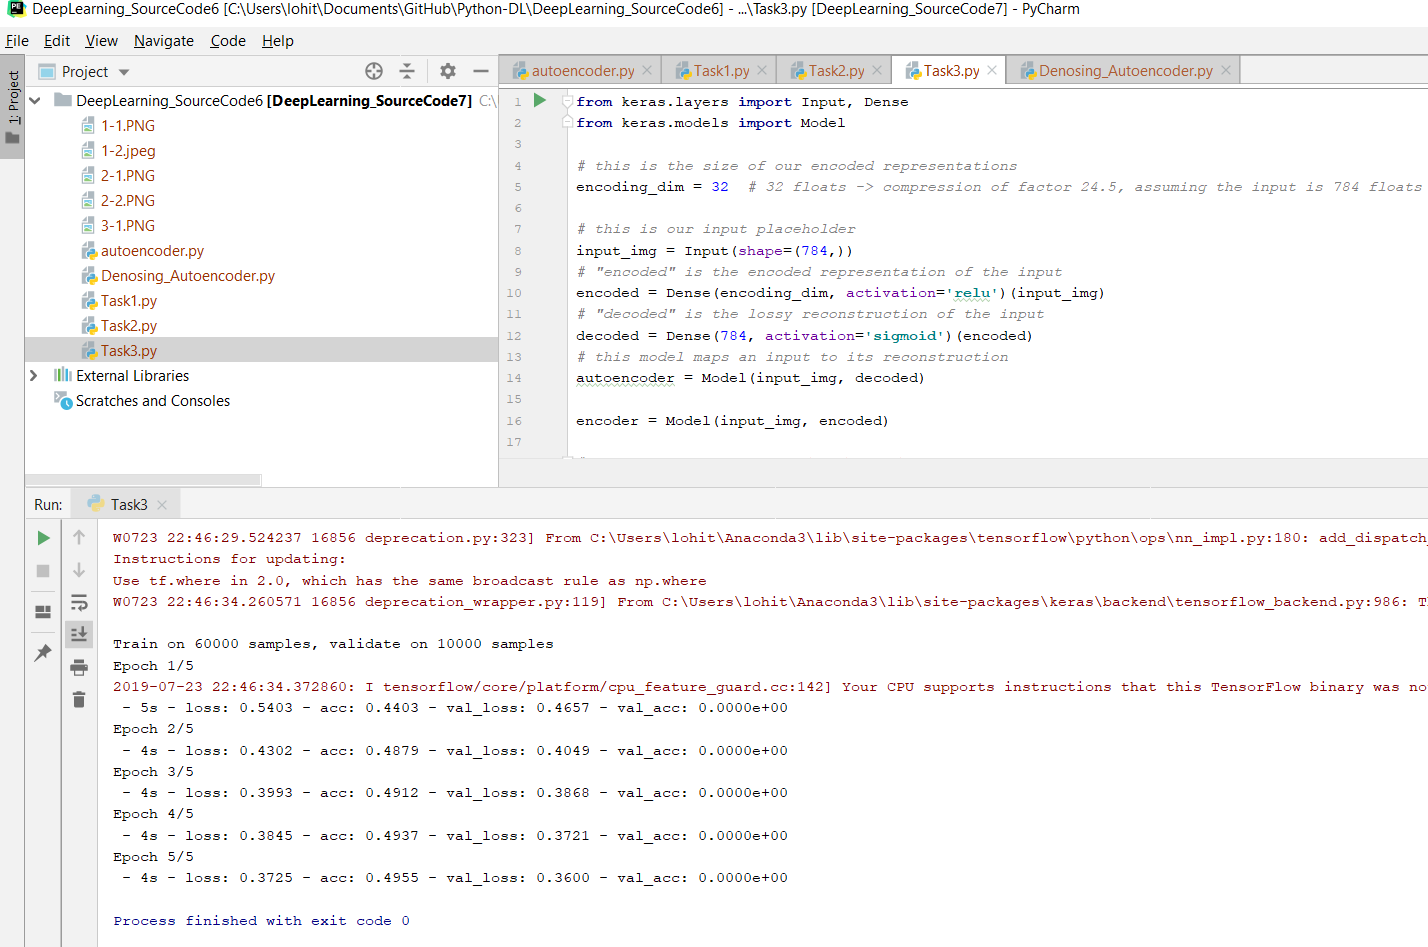 DeepLearning_SourceCode6 [C:\Users\lohit\Documents\GitHub\Python-DL\DeepLearning_SourceCode6] - ...\Task3.py [DeepLearning_SourceCode7] - PyCharm
File Edit View Navigate Code Help
1: Project
Project
DeepLearning_SourceCode6 [DeepLearning_SourceCode7] C:\
1-1.PNG
1-2.jpeg
2-1.PNG
2-2.PNG
3-1.PNG
autoencoder.py
Denosing_Autoencoder.py
Task1.py
Task2.py
Task3.py
External Libraries
Scratches and Consoles
autoencoder.py Task1.py Task2.py Task3.py Denosing_Autoencoder.py
1 from keras.layers import Input, Dense
2 from keras.models import Model
3
4 # this is the size of our encoded representations
5 encoding_dim = 32  # 32 floats -> compression of factor 24.5, assuming the input is 784 floats
6
7 # this is our input placeholder
8 input_img = Input(shape=(784,))
9 # "encoded" is the encoded representation of the input
10 encoded = Dense(encoding_dim, activation='relu')(input_img)
11 # "decoded" is the lossy reconstruction of the input
12 decoded = Dense(784, activation='sigmoid')(encoded)
13 # this model maps an input to its reconstruction
14 autoencoder = Model(input_img, decoded)
15
16 encoder = Model(input_img, encoded)
17
Run: Task3
W0723 22:46:29.524237 16856 deprecation.py:323] From C:\Users\lohit\Anaconda3\lib\site-packages\tensorflow\python\ops\nn_impl.py:180: add_dispatch_
Instructions for updating:
Use tf.where in 2.0, which has the same broadcast rule as np.where
W0723 22:46:34.260571 16856 deprecation_wrapper.py:119] From C:\Users\lohit\Anaconda3\lib\site-packages\keras\backend\tensorflow_backend.py:986: T
Train on 60000 samples, validate on 10000 samples
Epoch 1/5
2019-07-23 22:46:34.372860: I tensorflow/core/platform/cpu_feature_guard.cc:142] Your CPU supports instructions that this TensorFlow binary was no
- 5s - loss: 0.5403 - acc: 0.4403 - val_loss: 0.4657 - val_acc: 0.0000e+00
Epoch 2/5
- 4s - loss: 0.4302 - acc: 0.4879 - val_loss: 0.4049 - val_acc: 0.0000e+00
Epoch 3/5
- 4s - loss: 0.3993 - acc: 0.4912 - val_loss: 0.3868 - val_acc: 0.0000e+00
Epoch 4/5
- 4s - loss: 0.3845 - acc: 0.4937 - val_loss: 0.3721 - val_acc: 0.0000e+00
Epoch 5/5
- 4s - loss: 0.3725 - acc: 0.4955 - val_loss: 0.3600 - val_acc: 0.0000e+00
Process finished with exit code 0